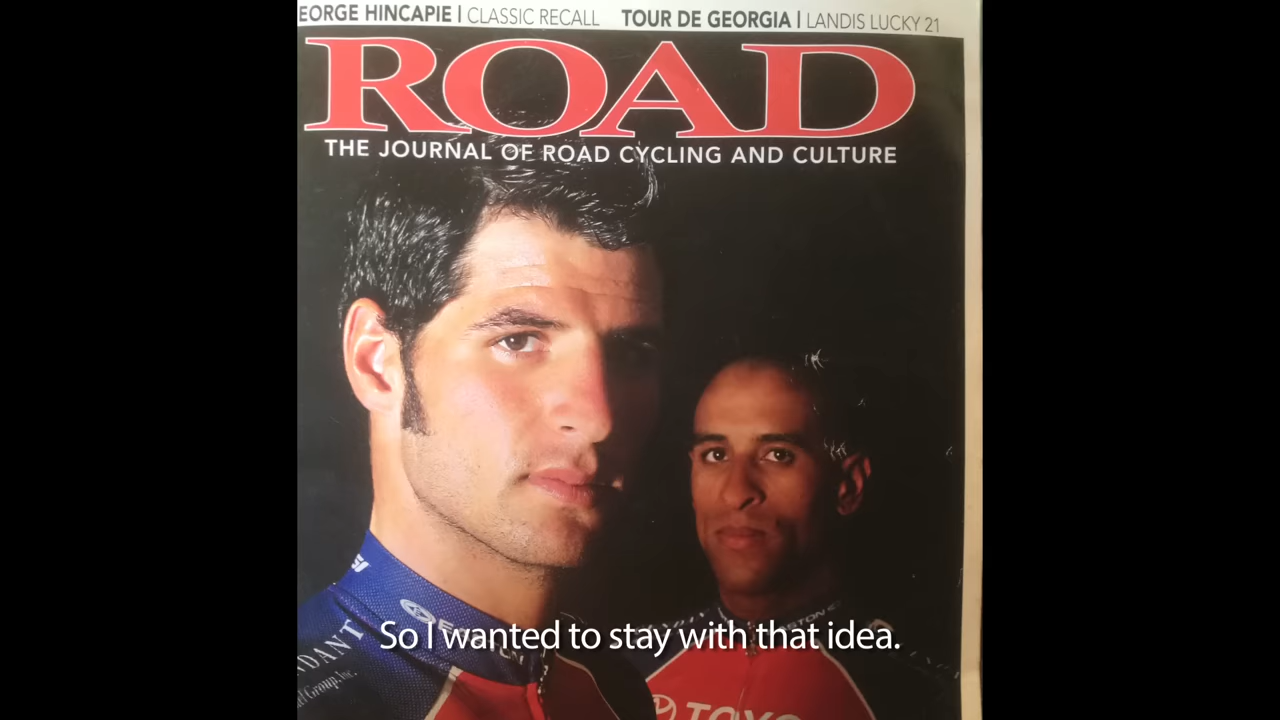 EORGE HINCAPIE | CLASSIC RECALL TOUR DE GEORGIA | LANDIS LUCKY 21
ROAD
THE JOURNAL OF ROAD CYCLING AND CULTURE
So I wanted to stay with that idea.